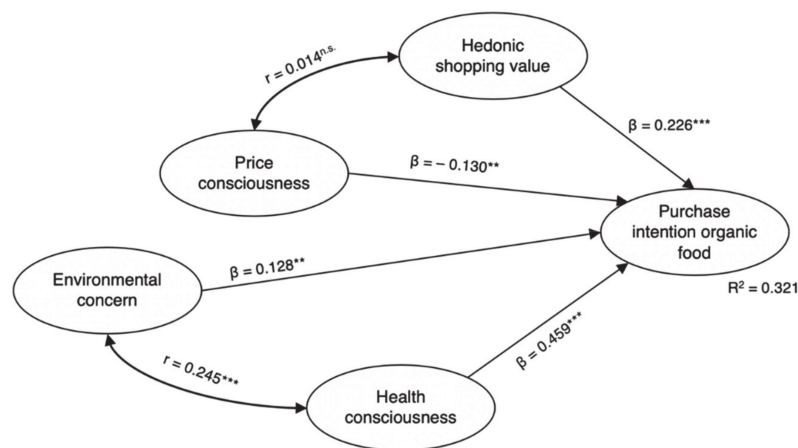 Hedonic
shopping value
r = 0.014n.s.
β = 0.226***
Price
consciousness
β = – 0.130**
Purchase
intention organic
food
R² = 0.321
Environmental
concern
β = 0.128**
β = 0.459***
r = 0.245***
Health
consciousness